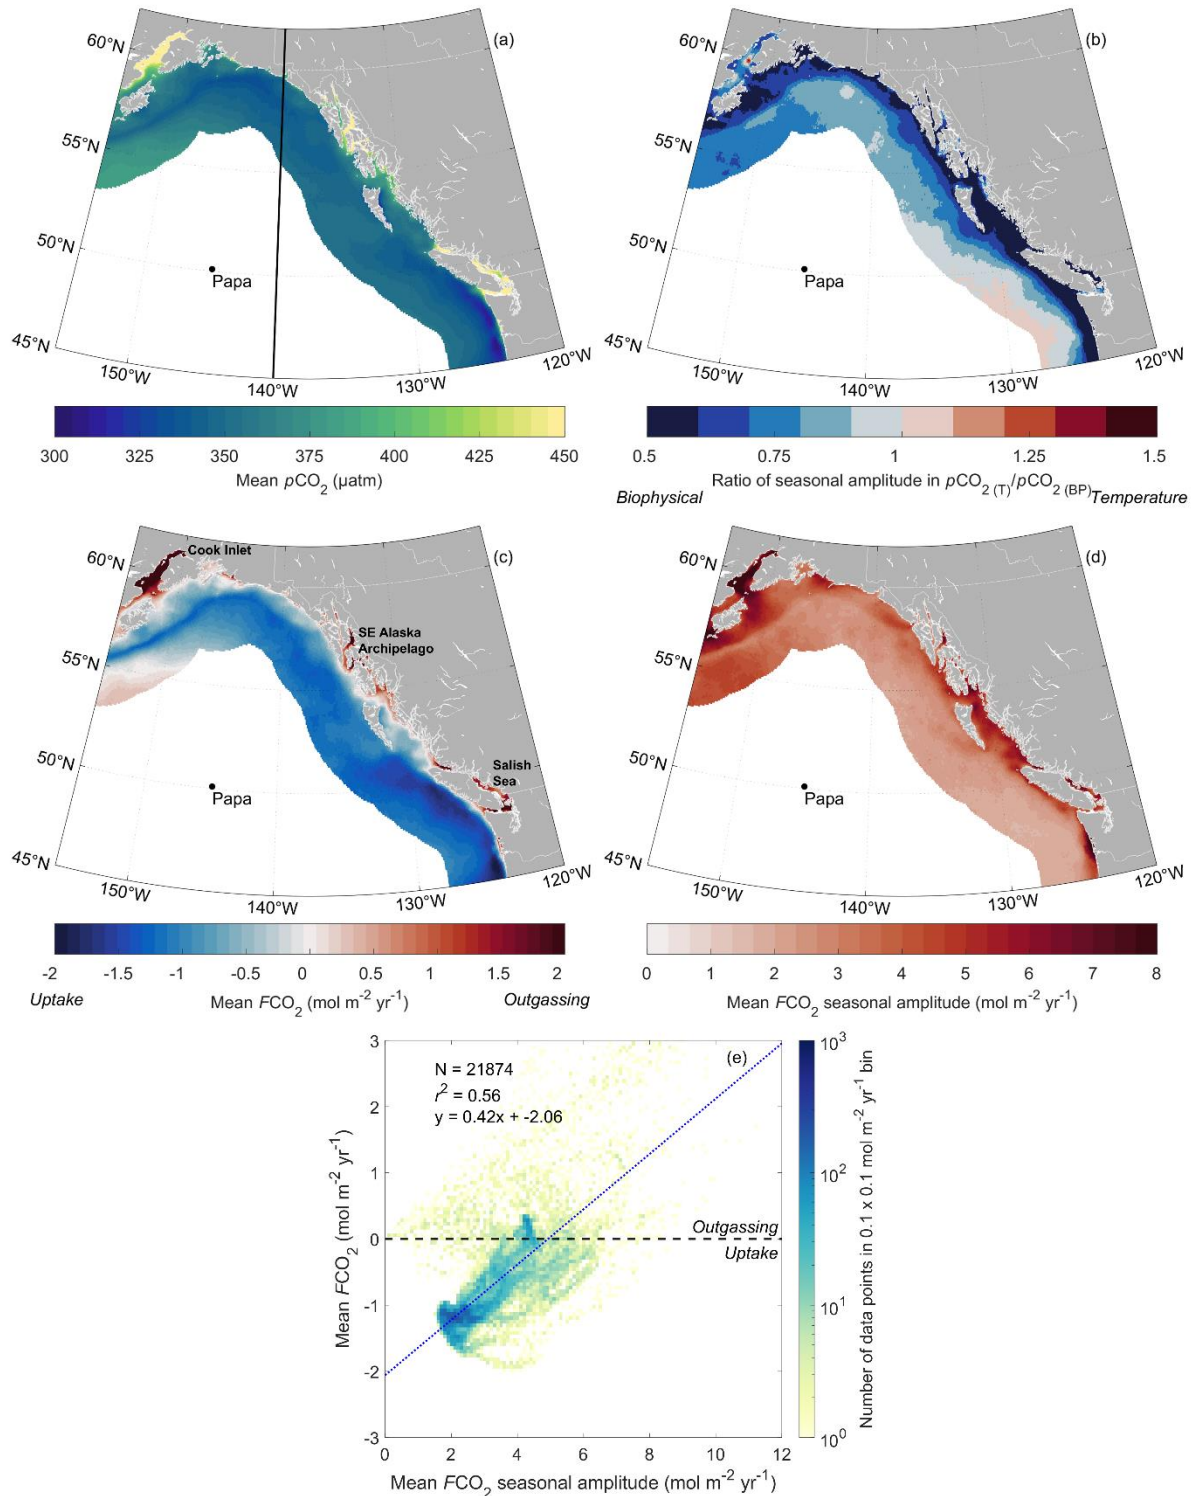 (a)
60°N
55°N
50°N
45°N
Papa
150°W
140°W
130°W
120°W
300 325 350 375 400 425 450
Mean pCO₂ (µatm)
(b)
60°N
55°N
50°N
45°N
Papa
150°W
140°W
130°W
120°W
0.5 0.75 1 1.25 1.5
Ratio of seasonal amplitude in pCO₂ (T)/pCO₂ (BP)
Biophysical
Temperature
(c)
Cook Inlet
60°N
SE Alaska
Archipelago
55°N
50°N
Salish
Sea
Papa
45°N
150°W
140°W
130°W
120°W
-2 -1.5 -1 -0.5 0 0.5 1 1.5 2
Uptake
Mean FCO₂ (mol m⁻² yr⁻¹)
Outgassing
(d)
60°N
55°N
50°N
45°N
Papa
150°W
140°W
130°W
120°W
0 1 2 3 4 5 6 7 8
Mean FCO₂ seasonal amplitude (mol m⁻² yr⁻¹)
(e)
N = 21874
r² = 0.56
y = 0.42x + -2.06
3
2
1
0
-1
-2
-3
Mean FCO₂ (mol m⁻² yr⁻¹)
Outgassing
Uptake
0 2 4 6 8 10 12
Mean FCO₂ seasonal amplitude (mol m⁻² yr⁻¹)
10³
10²
10¹
10⁰
Number of data points in 0.1 x 0.1 mol m⁻² yr⁻¹ bin